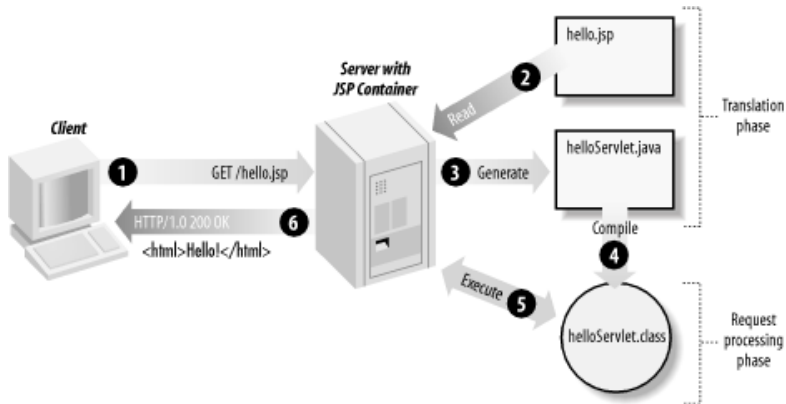 hello.jsp
Server with
JSP Container
2
Read
Translation
phase
Client
helloServlet.java
1
GET /hello.jsp
3
Generate
HTTP/1.0 200 OK
6
<html>Hello!</html>
Compile
4
Execute
5
helloServlet.class
Request
processing
phase